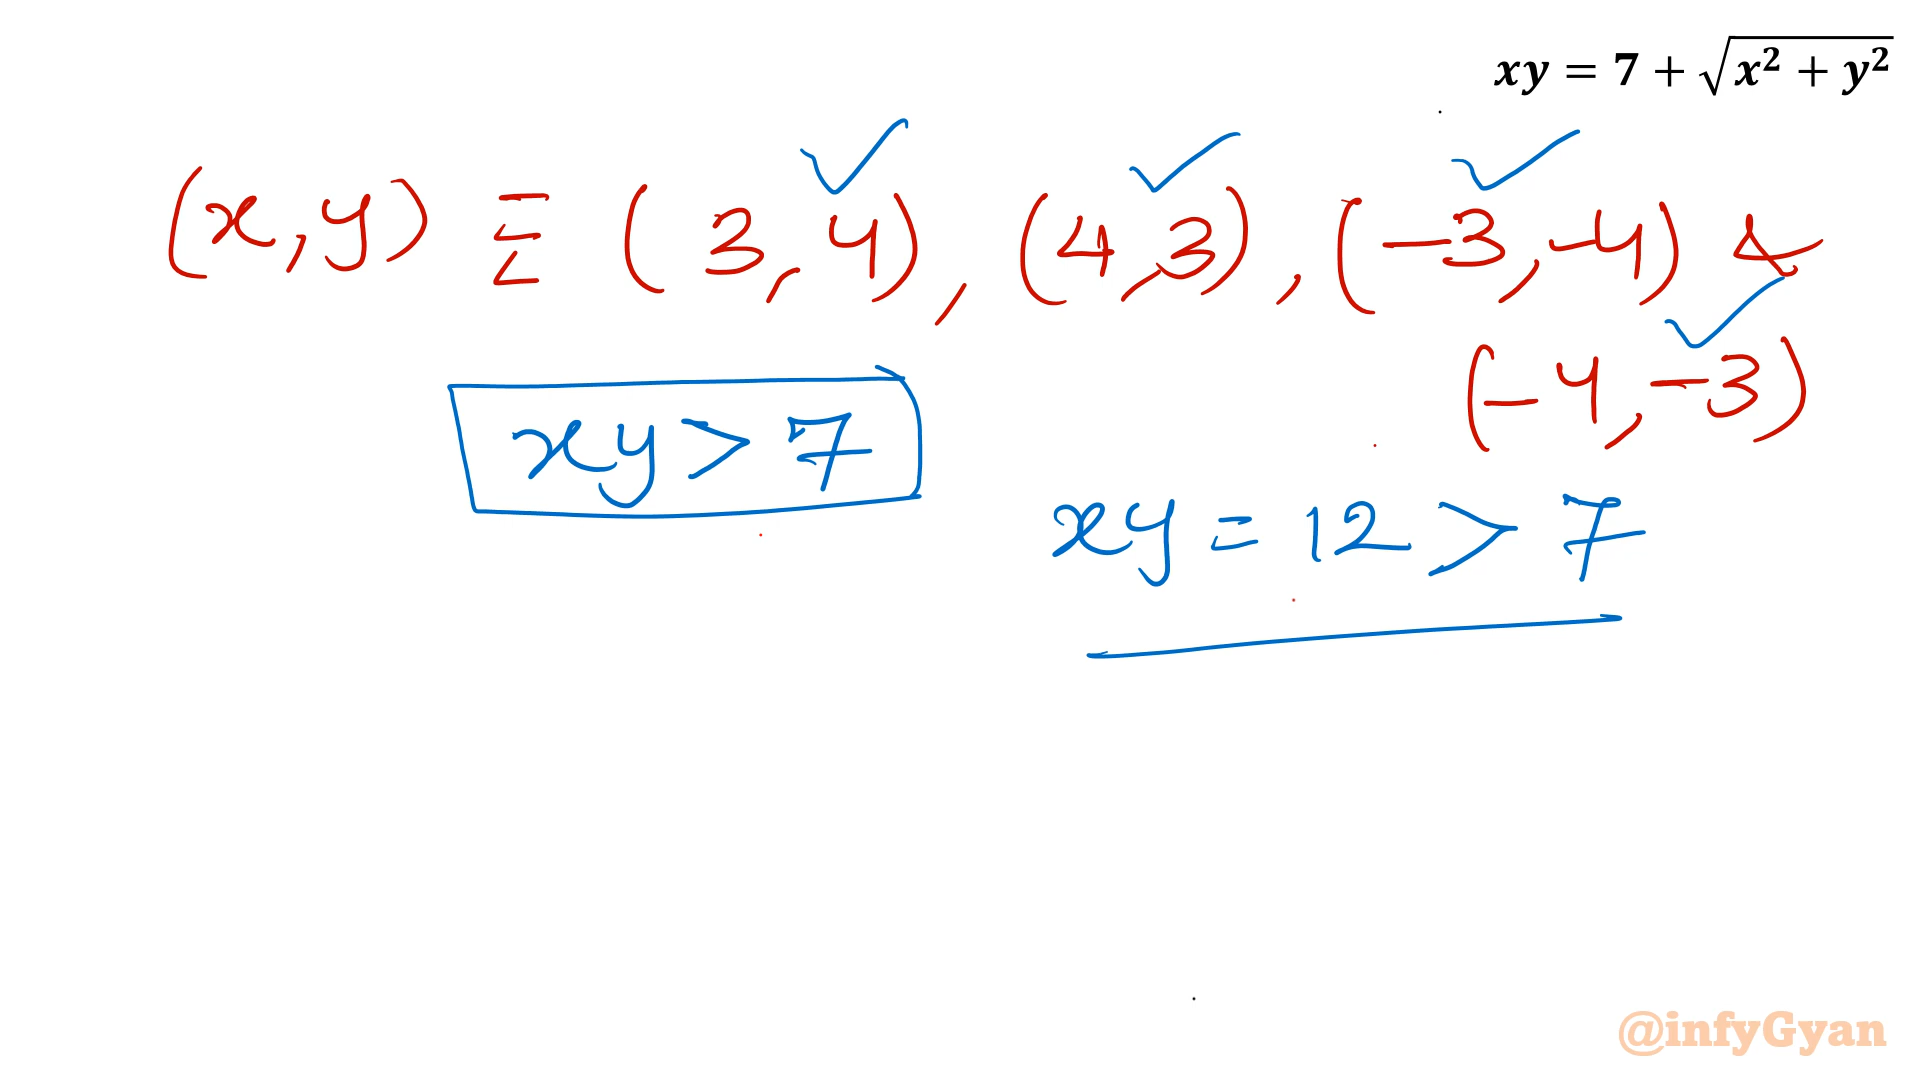 xy = 7 + √x² + y²
(x, y) ≡ (3, 4), (4, 3), (-3, -4) &
(-4, -3)
xy > 7
xy = 12 > 7
@infyGyan